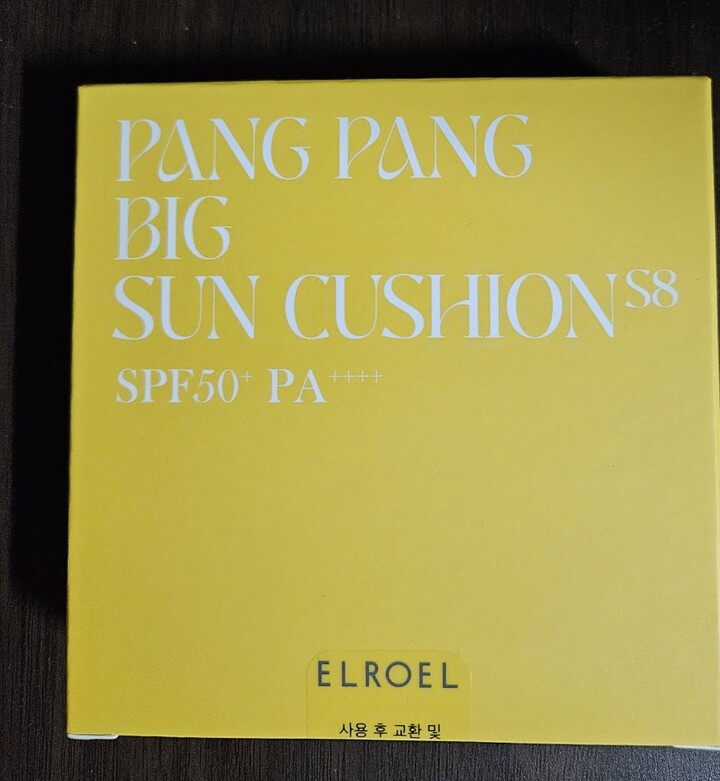 PANG PANG
BIG
SUN CUSHION S8
SPF50+ PA++++
ELROEL
사용 후 교환 및